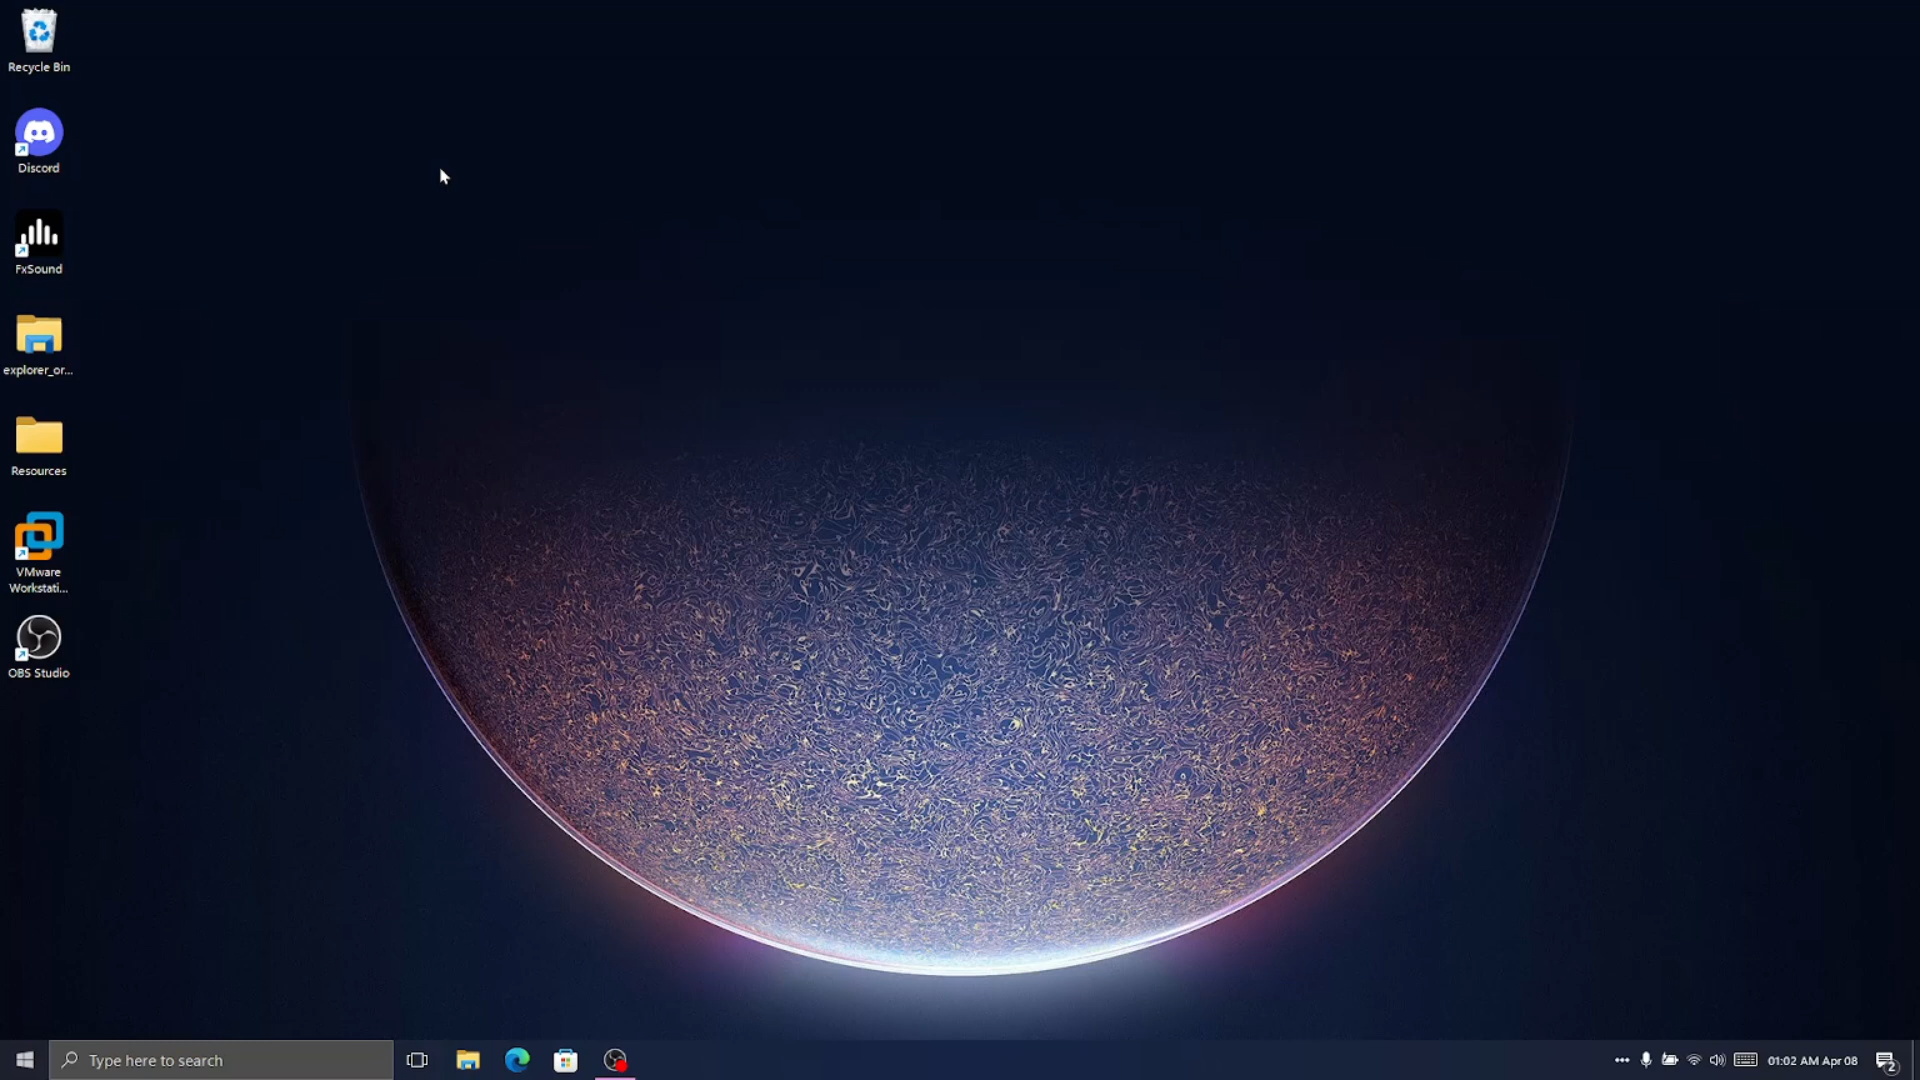 Recycle Bin
Discord
FxSound
explorer_or...
Resources
VMware
Workstati...
OBS Studio
Type here to search
01:02 AM Apr 08
2